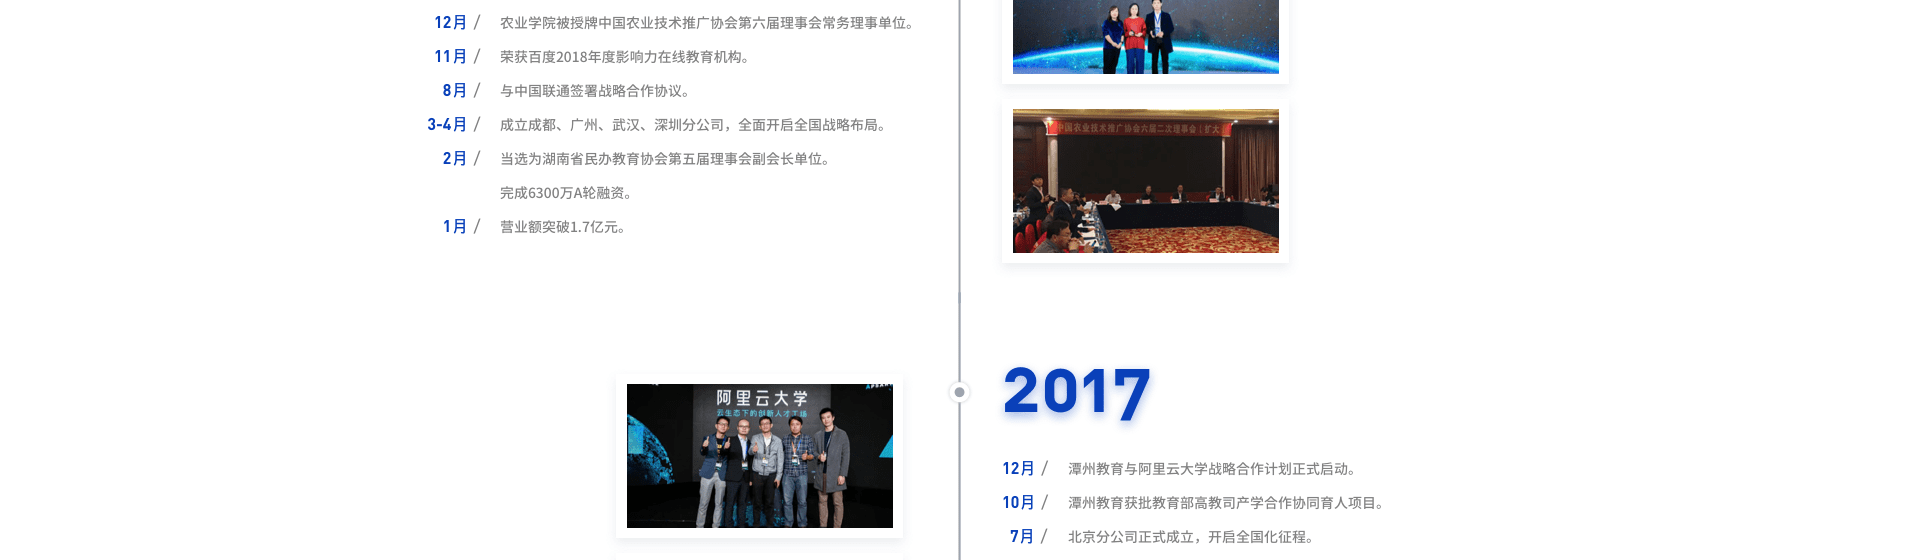 12月 / 农业学院被授牌中国农业技术推广协会第六届理事会常务理事单位。
11月 / 荣获百度2018年度影响力在线教育机构。
8月 / 与中国联通签署战略合作协议。
3-4月 / 成立成都、广州、武汉、深圳分公司，全面开启全国战略布局。
2月 / 当选为湖南省民办教育协会第五届理事会副会长单位。
完成6300万A轮融资。
1月 / 营业额突破1.7亿元。
中国农业技术推广协会六届二次理事会（扩大
阿里云大学
云生态下的创新人才工场
2017
12月 / 潭州教育与阿里云大学战略合作计划正式启动。
10月 / 潭州教育获批教育部高教司产学合作协同育人项目。
7月 / 北京分公司正式成立，开启全国化征程。